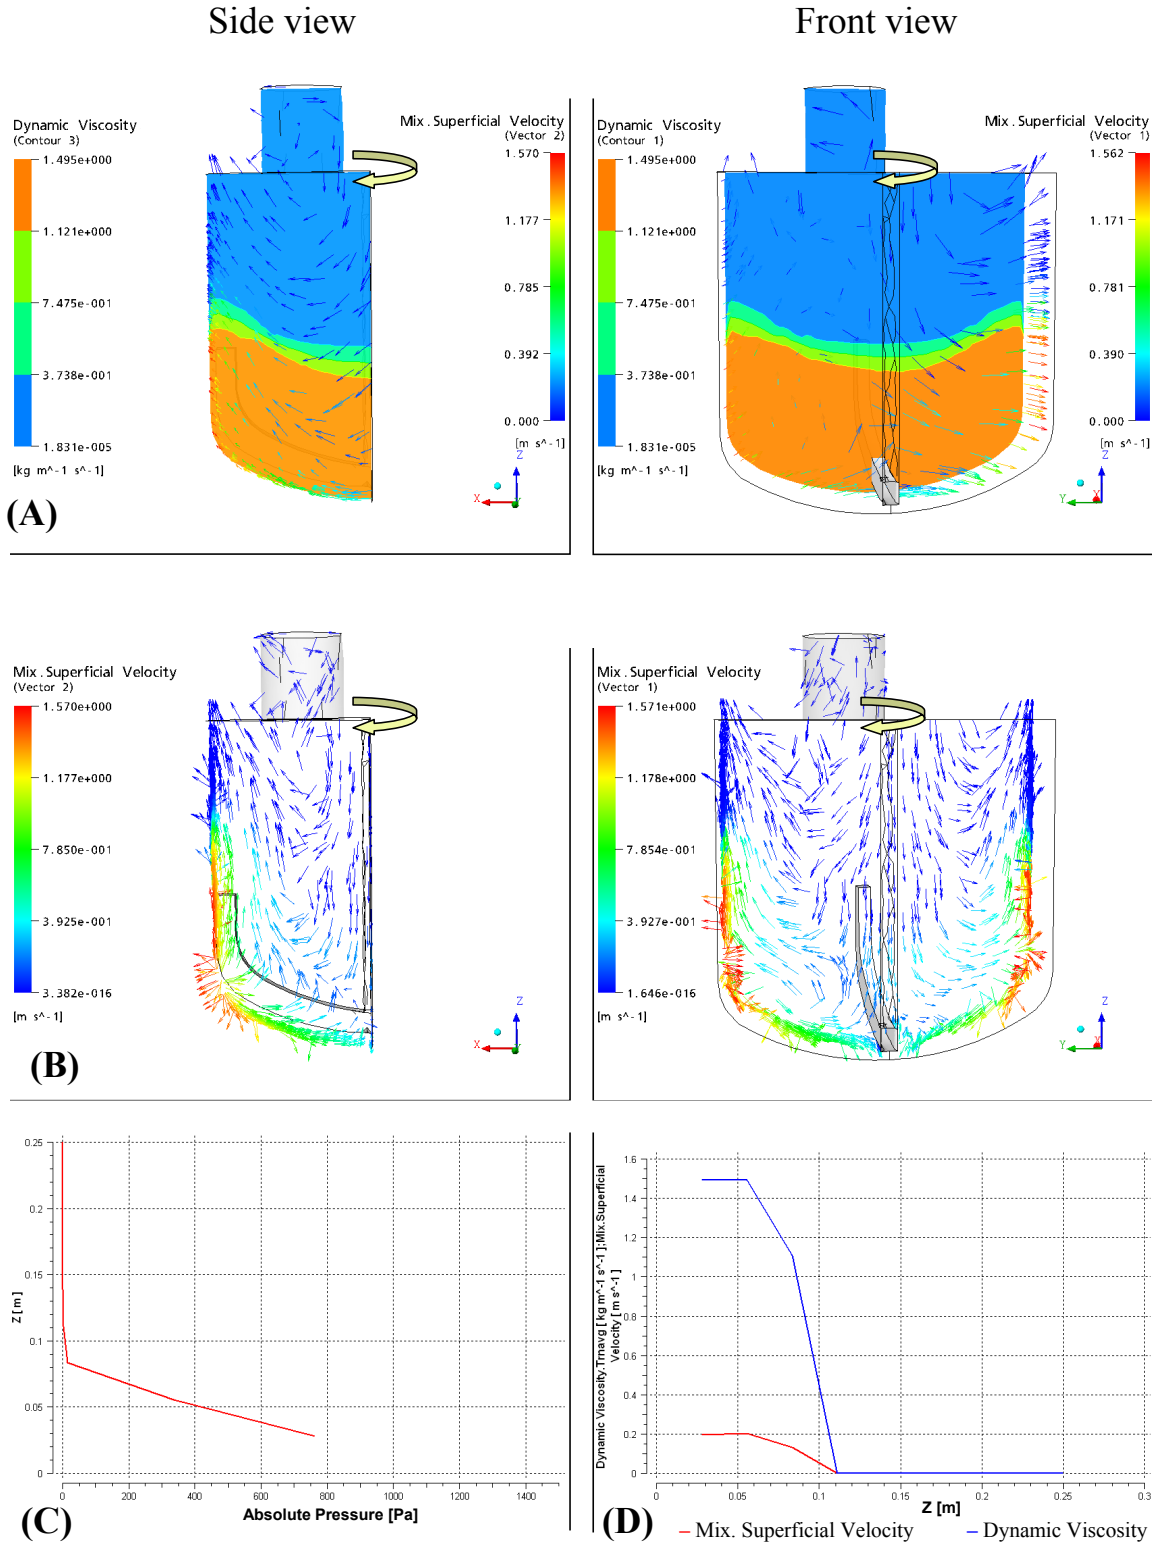 Side view
Front view
Dynamic Viscosity
(Contour 3)
1.495e+000
1.121e+000
7.475e-001
3.738e-001
1.831e-005
[kg m^-1 s^-1]
Mix.Superficial Velocity
(Vector 2)
1.570
1.177
0.785
0.392
0.000
[m s^-1]
Z
X
Y
(A)
Dynamic Viscosity
(Contour 1)
1.495e+000
1.121e+000
7.475e-001
3.738e-001
1.831e-005
[kg m^-1 s^-1]
Mix.Superficial Velocity
(Vector 1)
1.562
1.171
0.781
0.390
0.000
[m s^-1]
Z
Y
X
Mix.Superficial Velocity
(Vector 2)
1.570e+000
1.177e+000
7.850e-001
3.925e-001
3.382e-016
[m s^-1]
Z
X
Y
(B)
Mix.Superficial Velocity
(Vector 1)
1.571e+000
1.178e+000
7.854e-001
3.927e-001
1.646e-016
[m s^-1]
Z
Y
X
Z [ m ]
0.25
0.2
0.15
0.1
0.05
0
0 200 400 600 800 1000 1200 1400
Absolute Pressure [Pa]
(C)
Dynamic Viscosity.Trnavg [ kg m^-1 s^-1 ];Mix.Superficial
Velocity [ m s^-1 ]
1.6
1.4
1.2
1
0.8
0.6
0.4
0.2
0
0 0.05 0.1 0.15 0.2 0.25 0.3
Z [m]
(D)
Mix. Superficial Velocity
Dynamic Viscosity